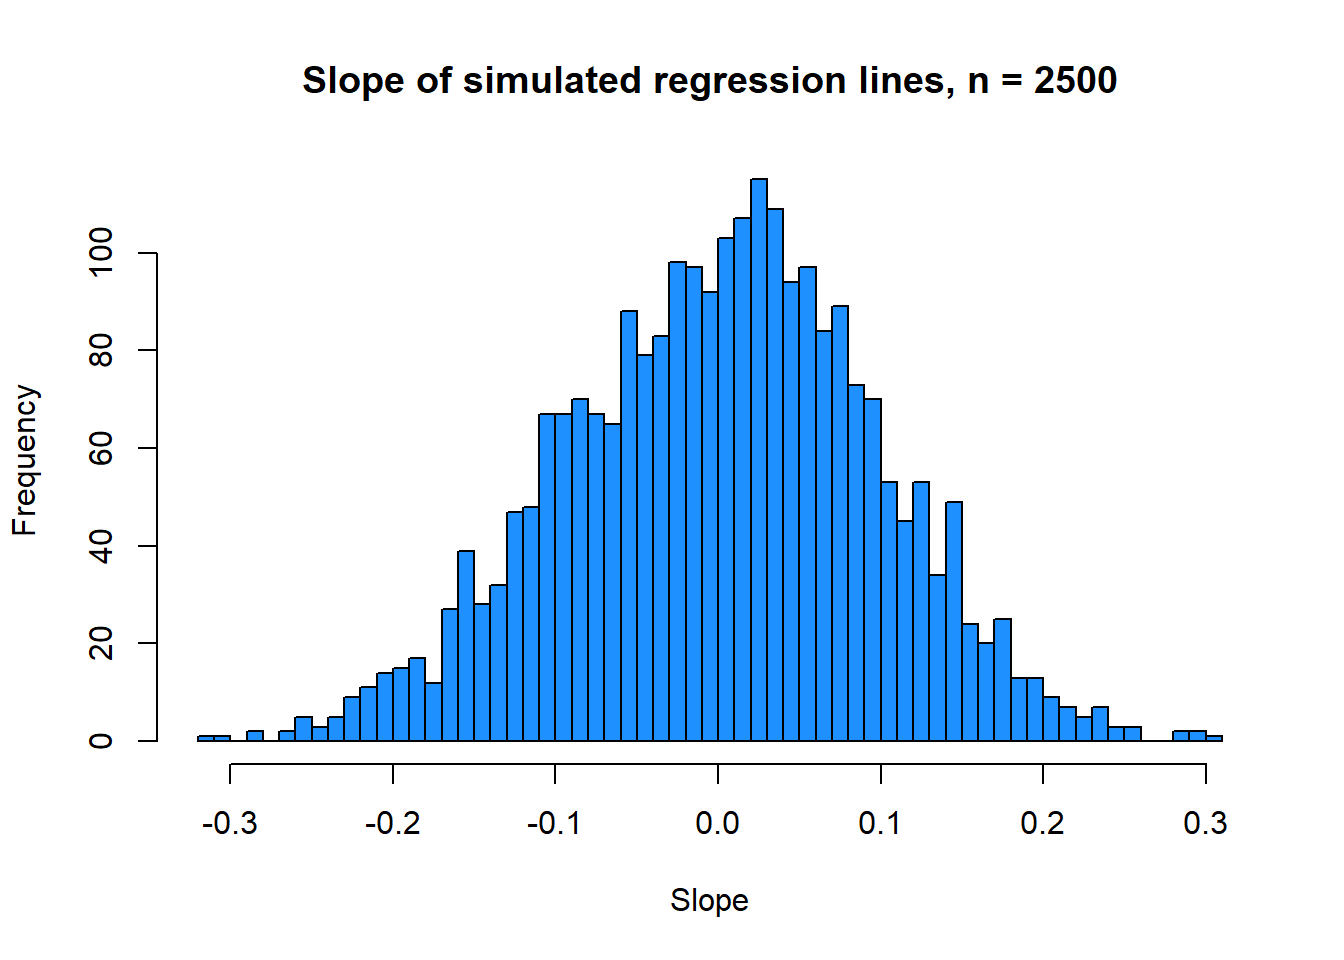 Slope of simulated regression lines, n = 2500
Frequency
100
80
60
40
20
0
-0.3 -0.2 -0.1 0.0 0.1 0.2 0.3
Slope